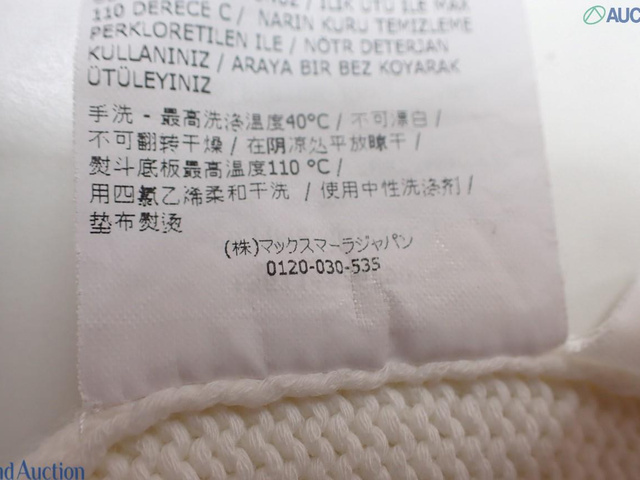 AUC
110 DERECE C / NARIN KURU TEMIZLEME
PERKLORETILEN ILE / NÖTR DETERJAN
KULLANINIZ / ARAYA BIR BEZ KOYARAK
ÜTÜLEYINIZ
手洗 - 最高洗涤温度40°C / 不可漂白 /
不可翻转干燥 / 在阴凉处平放晾干 /
熨斗底板最高温度110 °C /
用四氯乙烯柔和干洗 / 使用中性洗涤剂 /
垫布熨烫
(株)マックスマーラジャパン
0120-030-535
nd Auction